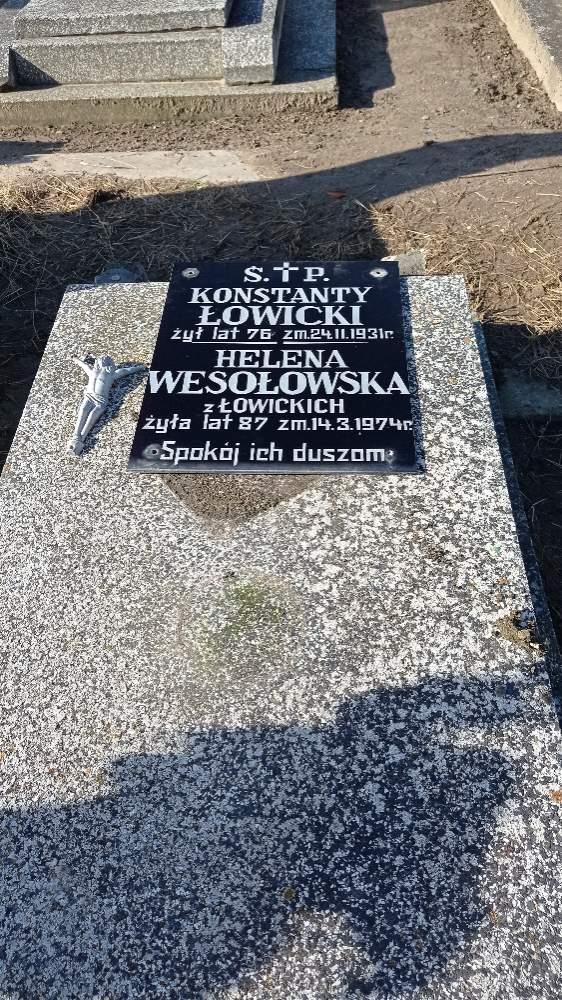 Ś.†P.
KONSTANTY
ŁOWICKI
żył lat 76 zm.24.11.1931r.
HELENA
WESOŁOWSKA
z ŁOWICKICH
żyła lat 87 zm.14.3.1974r.
Spokój ich duszom